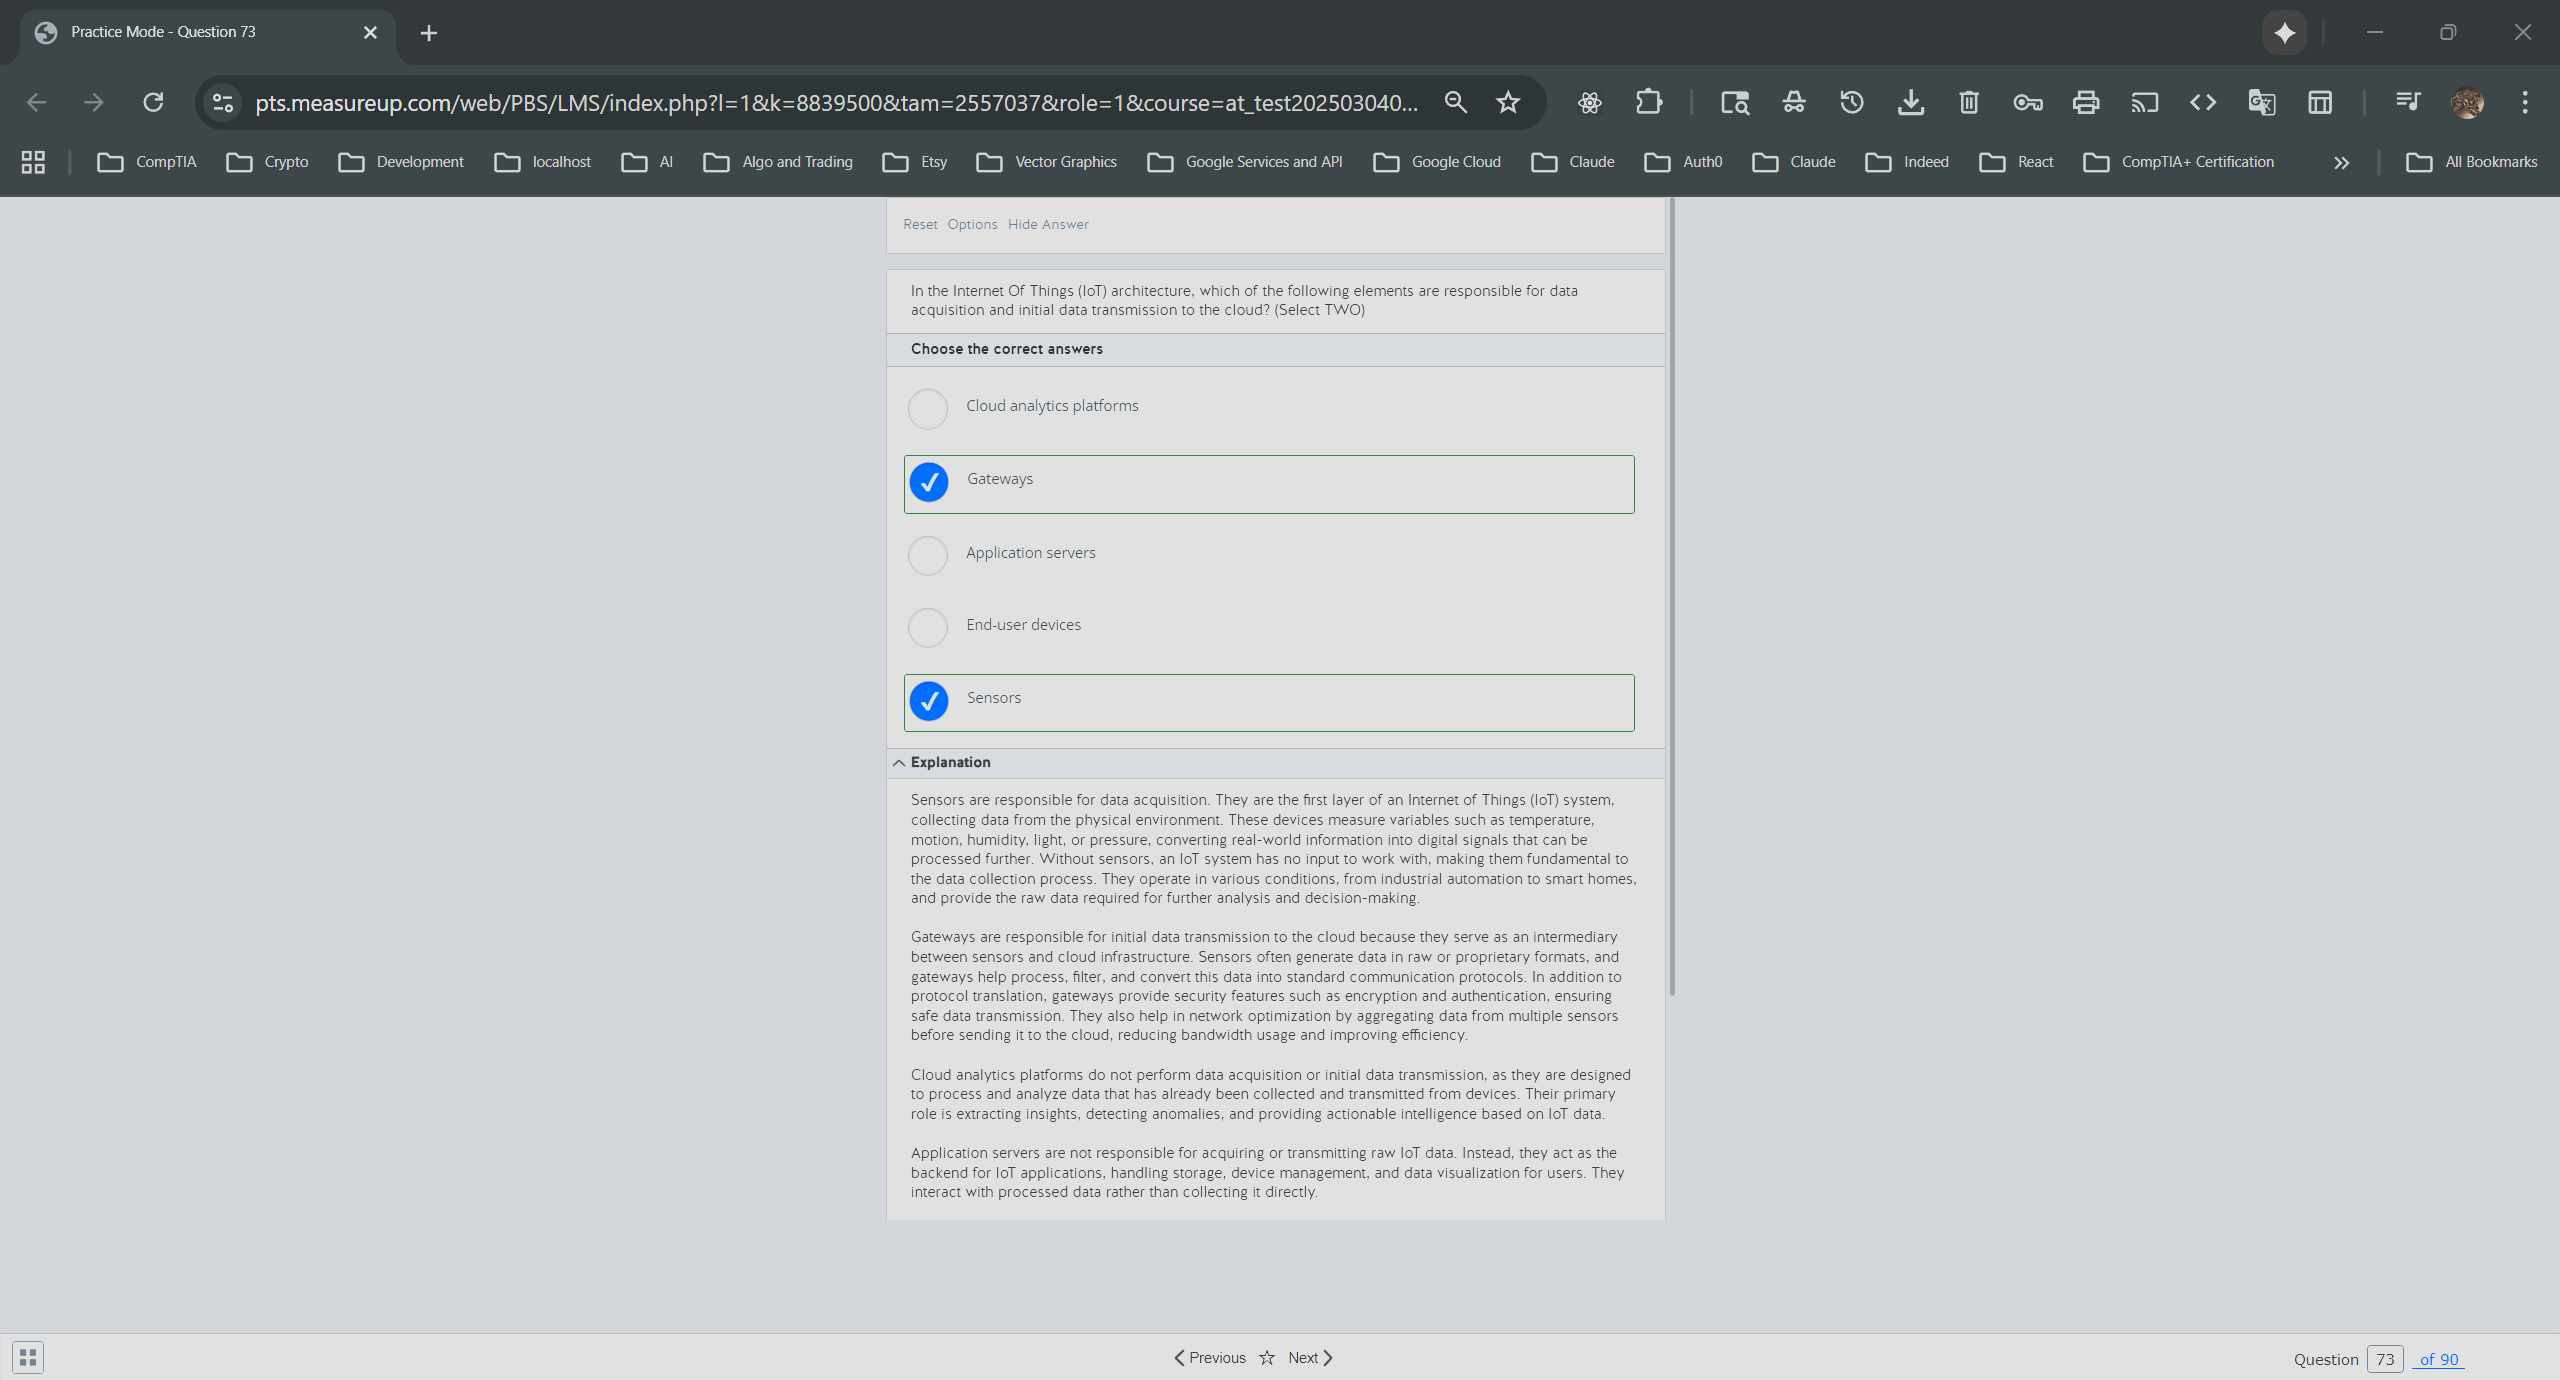 Practice Mode - Question 73
pts.measureup.com/web/PBS/LMS/index.php?l=1&k=8839500&tam=2557037&role=1&course=at_test202503040...
CompTIA
Crypto
Development
localhost
AI
Algo and Trading
Etsy
Vector Graphics
Google Services and API
Google Cloud
Claude
Auth0
Claude
Indeed
React
CompTIA+ Certification
All Bookmarks
Reset Options Hide Answer
In the Internet Of Things (IoT) architecture, which of the following elements are responsible for data
acquisition and initial data transmission to the cloud? (Select TWO)
Choose the correct answers
Cloud analytics platforms
Gateways
Application servers
End-user devices
Sensors
Explanation
Sensors are responsible for data acquisition. They are the first layer of an Internet of Things (IoT) system,
collecting data from the physical environment. These devices measure variables such as temperature,
motion, humidity, light, or pressure, converting real-world information into digital signals that can be
processed further. Without sensors, an IoT system has no input to work with, making them fundamental to
the data collection process. They operate in various conditions, from industrial automation to smart homes,
and provide the raw data required for further analysis and decision-making.
Gateways are responsible for initial data transmission to the cloud because they serve as an intermediary
between sensors and cloud infrastructure. Sensors often generate data in raw or proprietary formats, and
gateways help process, filter, and convert this data into standard communication protocols. In addition to
protocol translation, gateways provide security features such as encryption and authentication, ensuring
safe data transmission. They also help in network optimization by aggregating data from multiple sensors
before sending it to the cloud, reducing bandwidth usage and improving efficiency.
Cloud analytics platforms do not perform data acquisition or initial data transmission, as they are designed
to process and analyze data that has already been collected and transmitted from devices. Their primary
role is extracting insights, detecting anomalies, and providing actionable intelligence based on IoT data.
Application servers are not responsible for acquiring or transmitting raw IoT data. Instead, they act as the
backend for IoT applications, handling storage, device management, and data visualization for users. They
interact with processed data rather than collecting it directly.
Previous
Next
Question 73 of 90